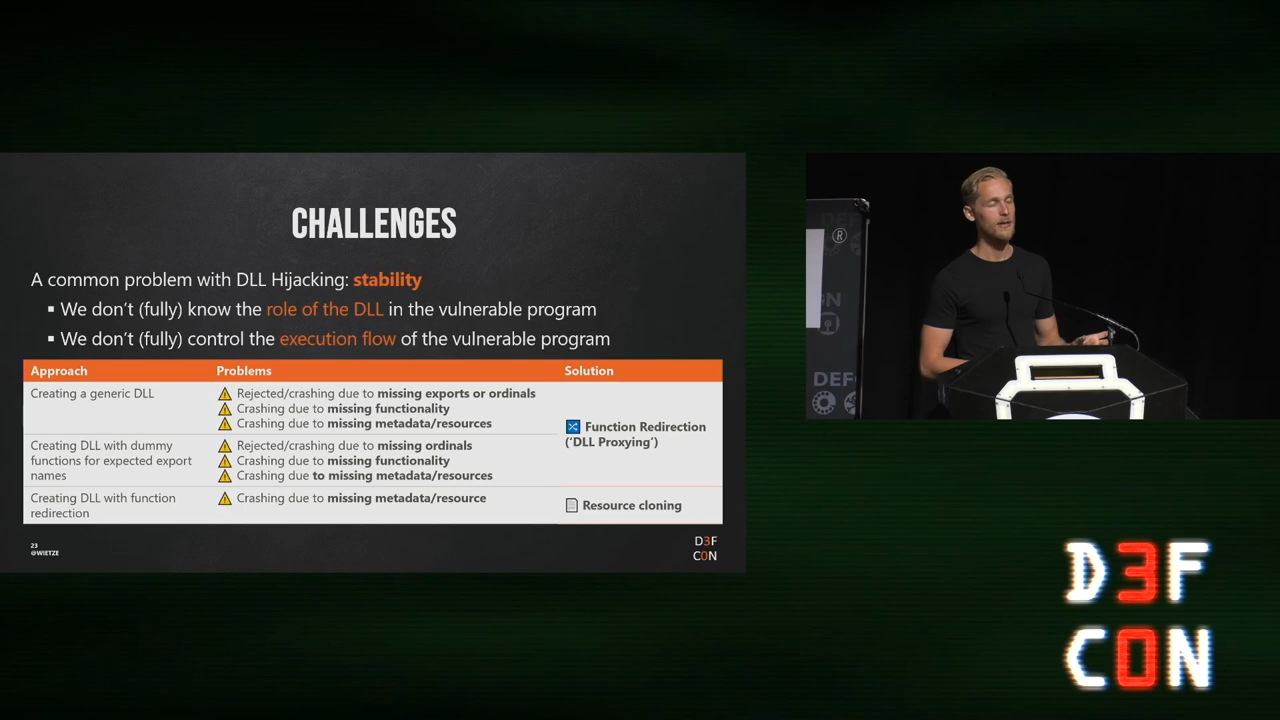 CHALLENGES
A common problem with DLL Hijacking: stability
▪ We don't (fully) know the role of the DLL in the vulnerable program
▪ We don't (fully) control the execution flow of the vulnerable program
Approach Problems Solution
Creating a generic DLL
Rejected/crashing due to missing exports or ordinals
Crashing due to missing functionality
Crashing due to missing metadata/resources
Function Redirection
('DLL Proxying')
Creating DLL with dummy
functions for expected export
names
Rejected/crashing due to missing ordinals
Crashing due to missing functionality
Crashing due to missing metadata/resources
Creating DLL with function
redirection
Crashing due to missing metadata/resource
Resource cloning
23
@WIETZE
D3F
C0N
®
DEF
D3F
C0N